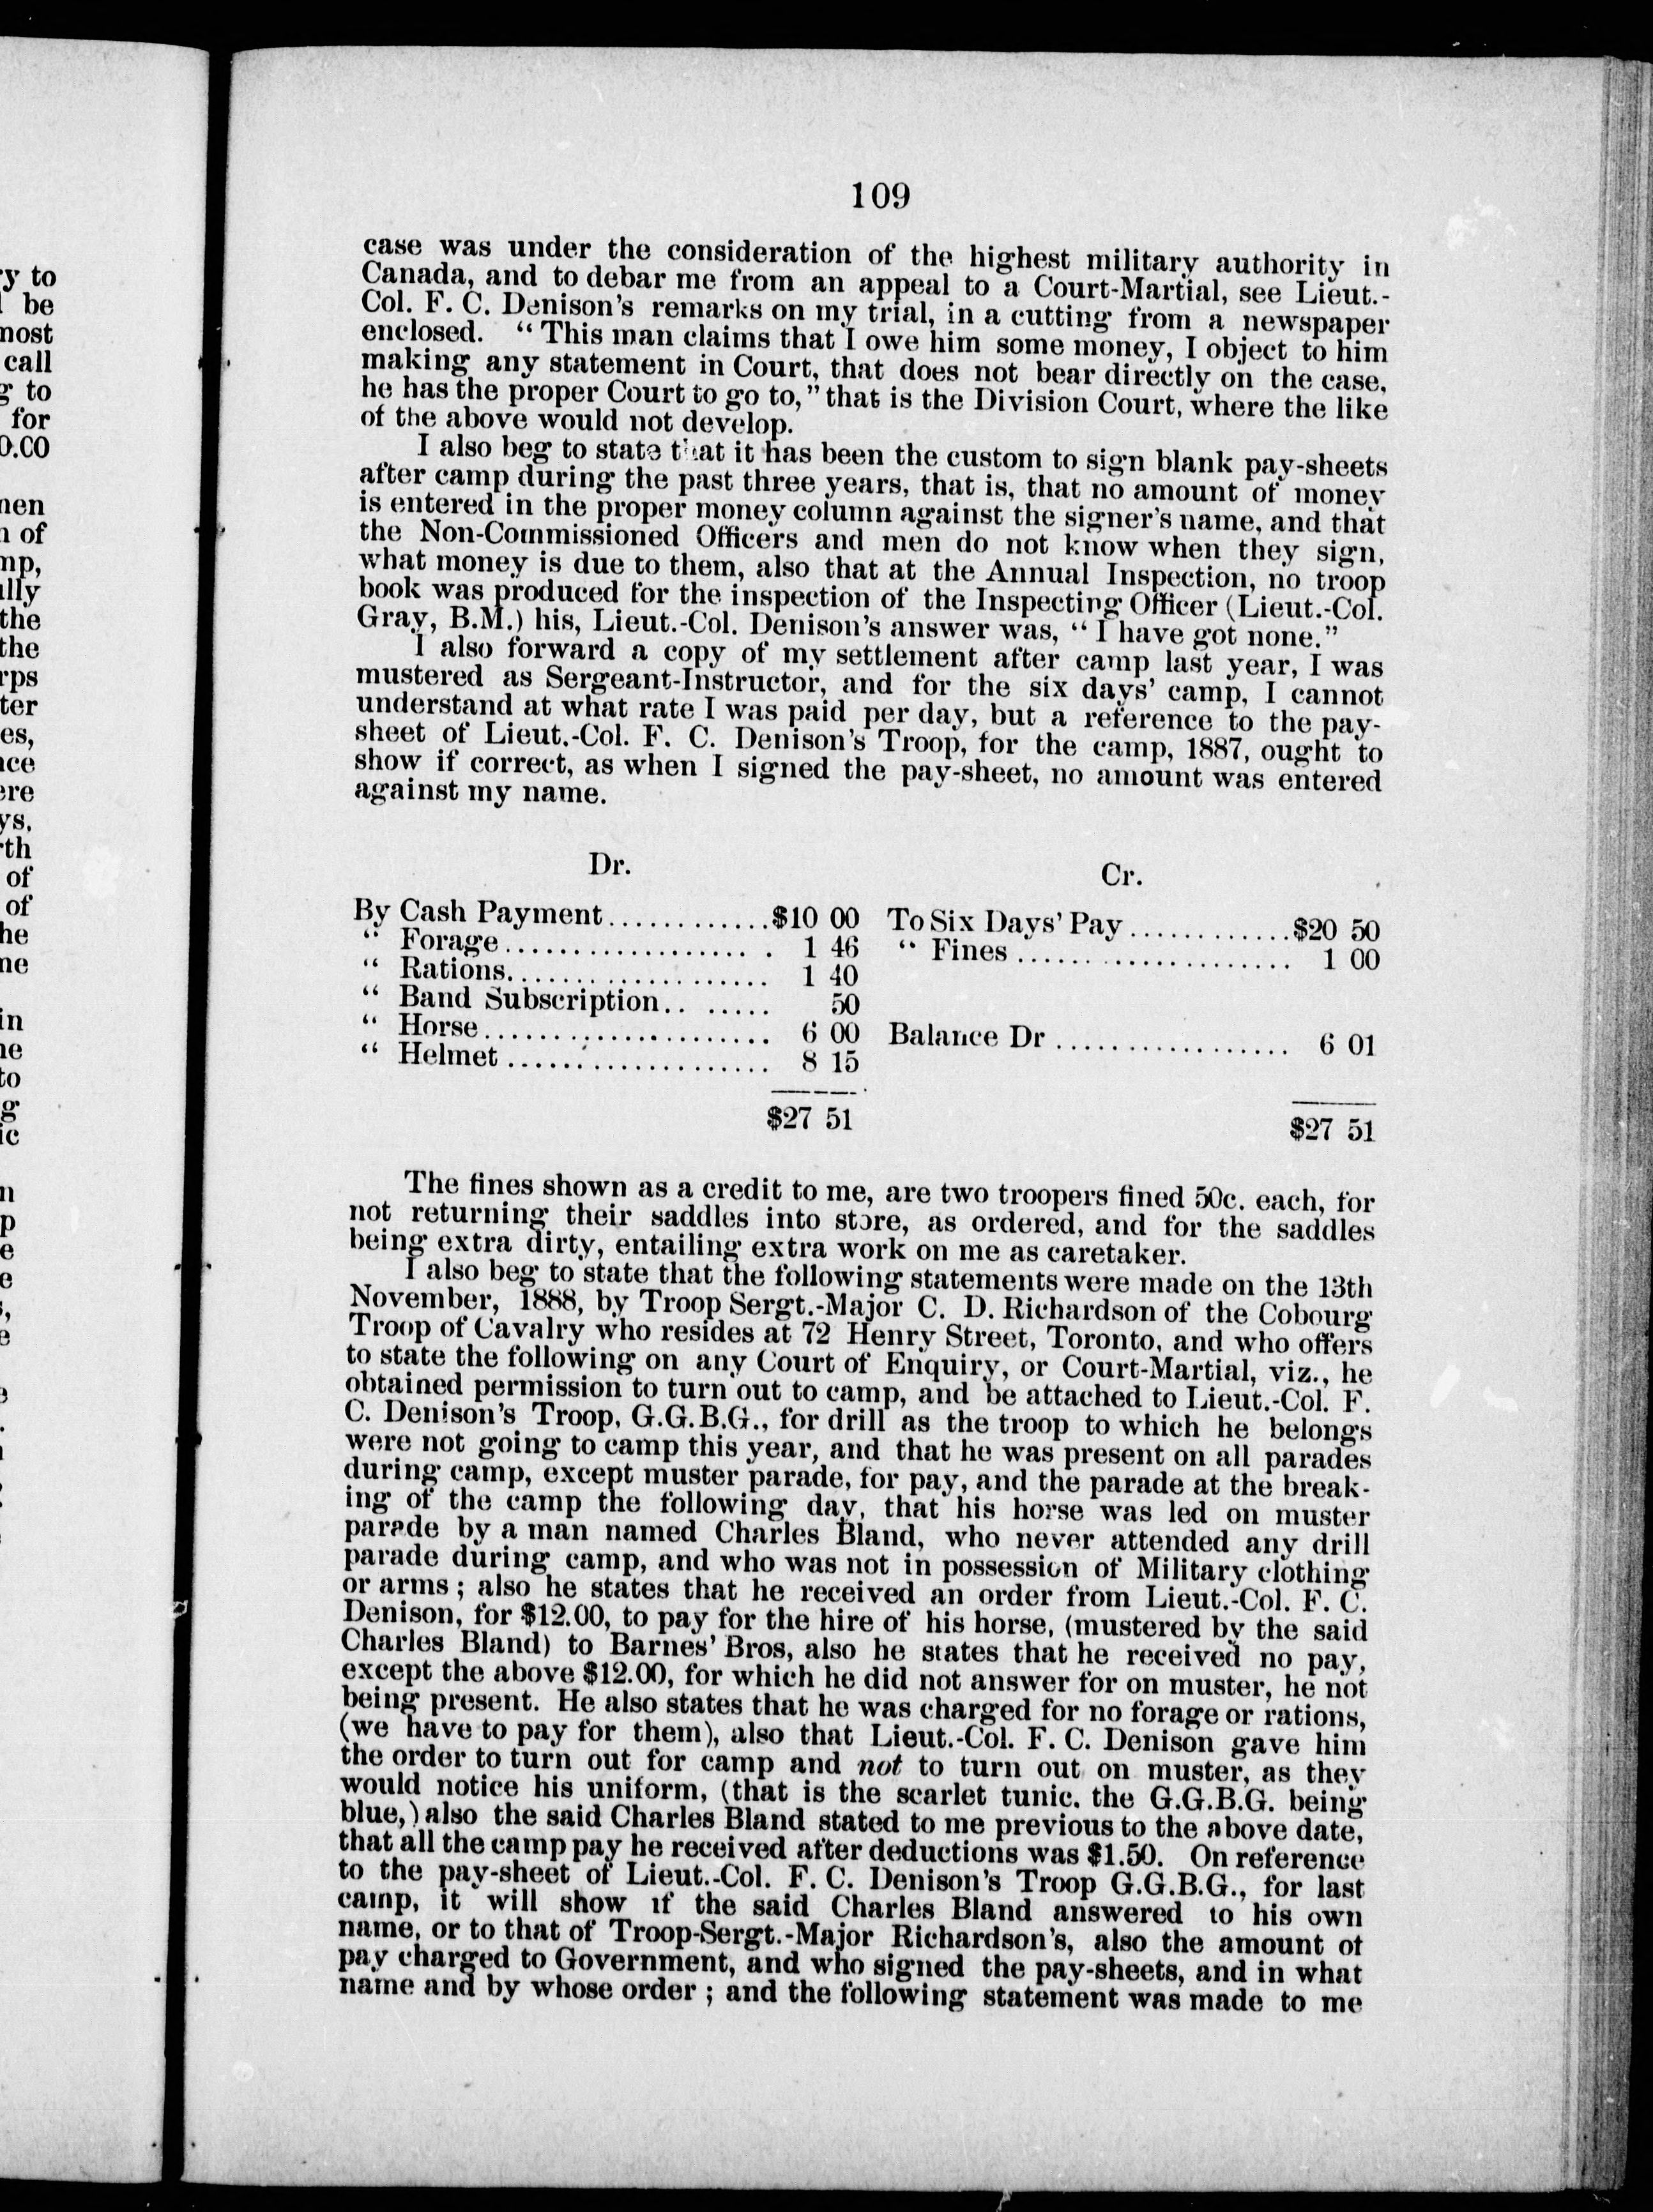 109
case was under the consideration of the highest military authority in
Canada, and to debar me from an appeal to a Court-Martial, see Lieut.-
Col. F. C. Denison's remarks on my trial, in a cutting from a newspaper
enclosed. "This man claims that I owe him some money, I object to him
making any statement in Court, that does not bear directly on the case,
he has the proper Court to go to," that is the Division Court, where the like
of the above would not develop.
I also beg to state that it has been the custom to sign blank pay-sheets
after camp during the past three years, that is, that no amount of money
is entered in the proper money column against the signer's name, and that
the Non-Commissioned Officers and men do not know when they sign,
what money is due to them, also that at the Annual Inspection, no troop
book was produced for the inspection of the Inspecting Officer (Lieut.-Col.
Gray, B.M.) his, Lieut.-Col. Denison's answer was, "I have got none."
I also forward a copy of my settlement after camp last year, I was
mustered as Sergeant-Instructor, and for the six days' camp, I cannot
understand at what rate I was paid per day, but a reference to the pay-
sheet of Lieut.-Col. F. C. Denison's Troop, for the camp, 1887, ought to
show if correct, as when I signed the pay-sheet, no amount was entered
against my name.
Dr. Cr.
By Cash Payment.............$10 00 To Six Days' Pay............$20 50
" Forage................... 1 46 " Fines...................... 1 00
" Rations.................... 1 40
" Band Subscription........ 50
" Horse...................... 6 00 Balance Dr.................. 6 01
" Helmet.................... 8 15
$27 51 $27 51
The fines shown as a credit to me, are two troopers fined 50c. each, for
not returning their saddles into store, as ordered, and for the saddles
being extra dirty, entailing extra work on me as caretaker.
I also beg to state that the following statements were made on the 13th
November, 1888, by Troop Sergt.-Major C. D. Richardson of the Cobourg
Troop of Cavalry who resides at 72 Henry Street, Toronto, and who offers
to state the following on any Court of Enquiry, or Court-Martial, viz., he
obtained permission to turn out to camp, and be attached to Lieut.-Col. F.
C. Denison's Troop, G.G.B.G., for drill as the troop to which he belongs
were not going to camp this year, and that he was present on all parades
during camp, except muster parade, for pay, and the parade at the break-
ing of the camp the following day, that his horse was led on muster
parade by a man named Charles Bland, who never attended any drill
parade during camp, and who was not in possession of Military clothing
or arms; also he states that he received an order from Lieut.-Col. F. C.
Denison, for $12.00, to pay for the hire of his horse, (mustered by the said
Charles Bland) to Barnes' Bros, also he states that he received no pay,
except the above $12.00, for which he did not answer for on muster, he not
being present. He also states that he was charged for no forage or rations,
(we have to pay for them), also that Lieut.-Col. F. C. Denison gave him
the order to turn out for camp and not to turn out on muster, as they
would notice his uniform, (that is the scarlet tunic. the G.G.B.G. being
blue,) also the said Charles Bland stated to me previous to the above date,
that all the camp pay he received after deductions was $1.50. On reference
to the pay-sheet of Lieut.-Col. F. C. Denison's Troop G.G.B.G., for last
camp, it will show if the said Charles Bland answered to his own
name, or to that of Troop-Sergt.-Major Richardson's, also the amount of
pay charged to Government, and who signed the pay-sheets, and in what
name and by whose order; and the following statement was made to me